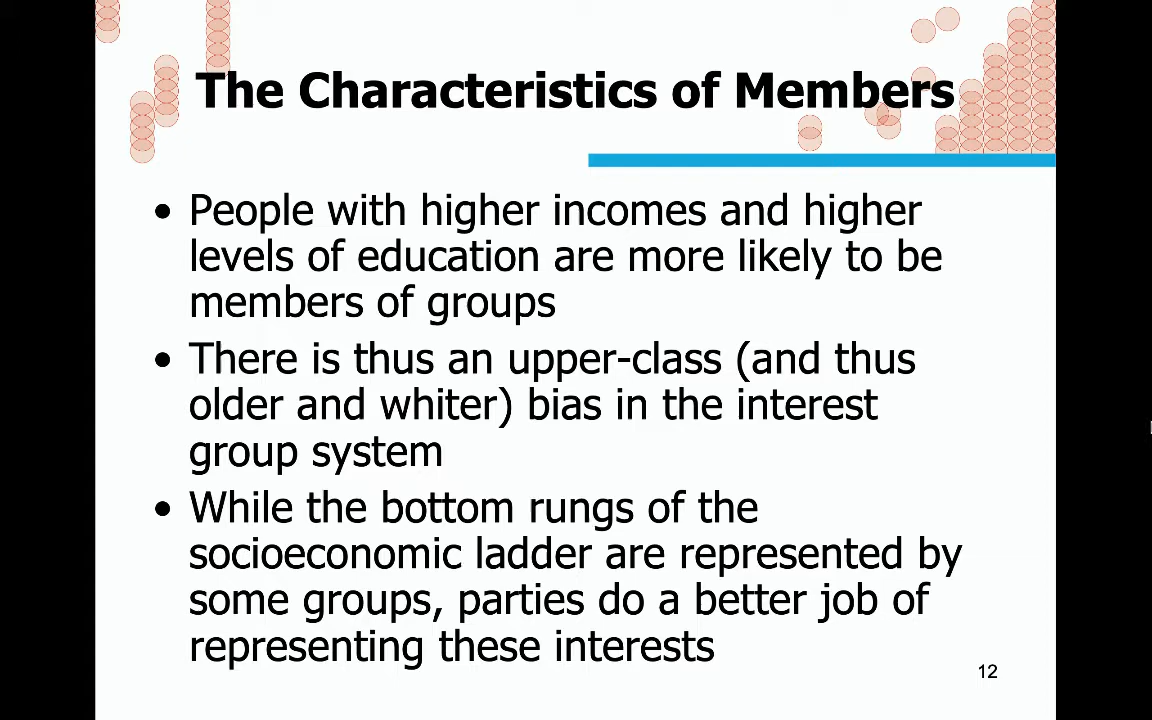 The Characteristics of Members
• People with higher incomes and higher
levels of education are more likely to be
members of groups
• There is thus an upper-class (and thus
older and whiter) bias in the interest
group system
• While the bottom rungs of the
socioeconomic ladder are represented by
some groups, parties do a better job of
representing these interests
12